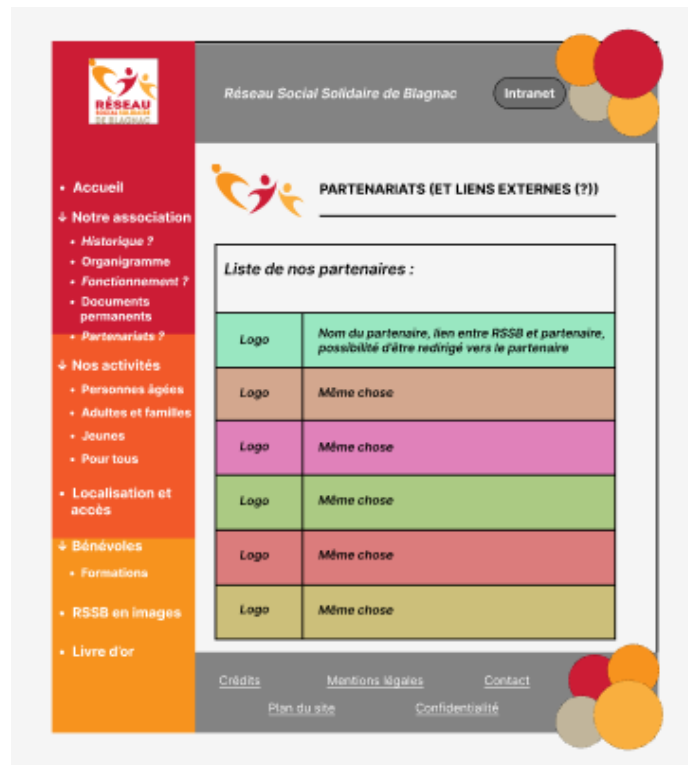 RÉSEAU
SOCIAL SOLIDAIRE
DE BLAGNAC
Réseau Social Solidaire de Blagnac
Intranet
• Accueil
↓ Notre association
• Historique ?
• Organigramme
• Fonctionnement ?
• Documents
permanents
• Partenariats ?
↓ Nos activités
• Personnes âgées
• Adultes et familles
• Jeunes
• Pour tous
• Localisation et
accès
↓ Bénévoles
• Formations
• RSSB en images
• Livre d'or
PARTENARIATS (ET LIENS EXTERNES (?))
Liste de nos partenaires :
Logo
Nom du partenaire, lien entre RSSB et partenaire,
possibilité d'être redirigé vers le partenaire
Logo
Même chose
Logo
Même chose
Logo
Même chose
Logo
Même chose
Logo
Même chose
Crédits
Mentions légales
Contact
Plan du site
Confidentialité